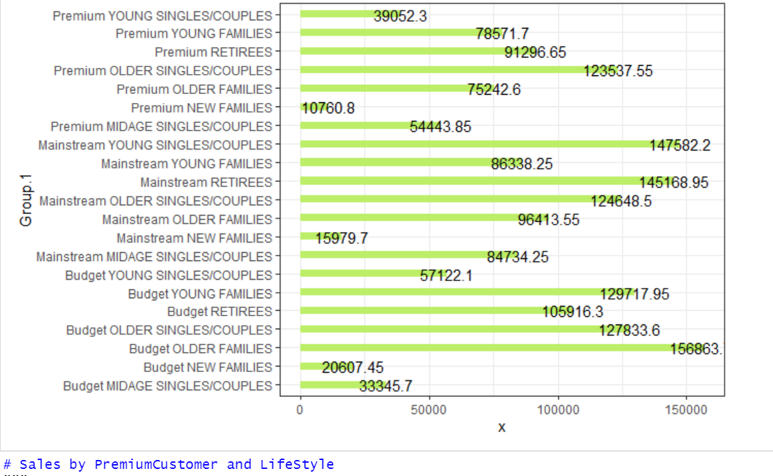 Premium YOUNG SINGLES/COUPLES 39052.3
Premium YOUNG FAMILIES 78571.7
Premium RETIREES 91296.65
Premium OLDER SINGLES/COUPLES 123537.55
Premium OLDER FAMILIES 75242.6
Premium NEW FAMILIES 10760.8
Premium MIDAGE SINGLES/COUPLES 54443.85
Mainstream YOUNG SINGLES/COUPLES 147582.2
Mainstream YOUNG FAMILIES 86338.25
Mainstream RETIREES 145168.95
Mainstream OLDER SINGLES/COUPLES 124648.5
Mainstream OLDER FAMILIES 96413.55
Mainstream NEW FAMILIES 15979.7
Mainstream MIDAGE SINGLES/COUPLES 84734.25
Budget YOUNG SINGLES/COUPLES 57122.1
Budget YOUNG FAMILIES 129717.95
Budget RETIREES 105916.3
Budget OLDER SINGLES/COUPLES 127833.6
Budget OLDER FAMILIES 156863.
Budget NEW FAMILIES 20607.45
Budget MIDAGE SINGLES/COUPLES 33345.7
Group.1
0 50000 100000 150000
x
# Sales by PremiumCustomer and LifeStyle